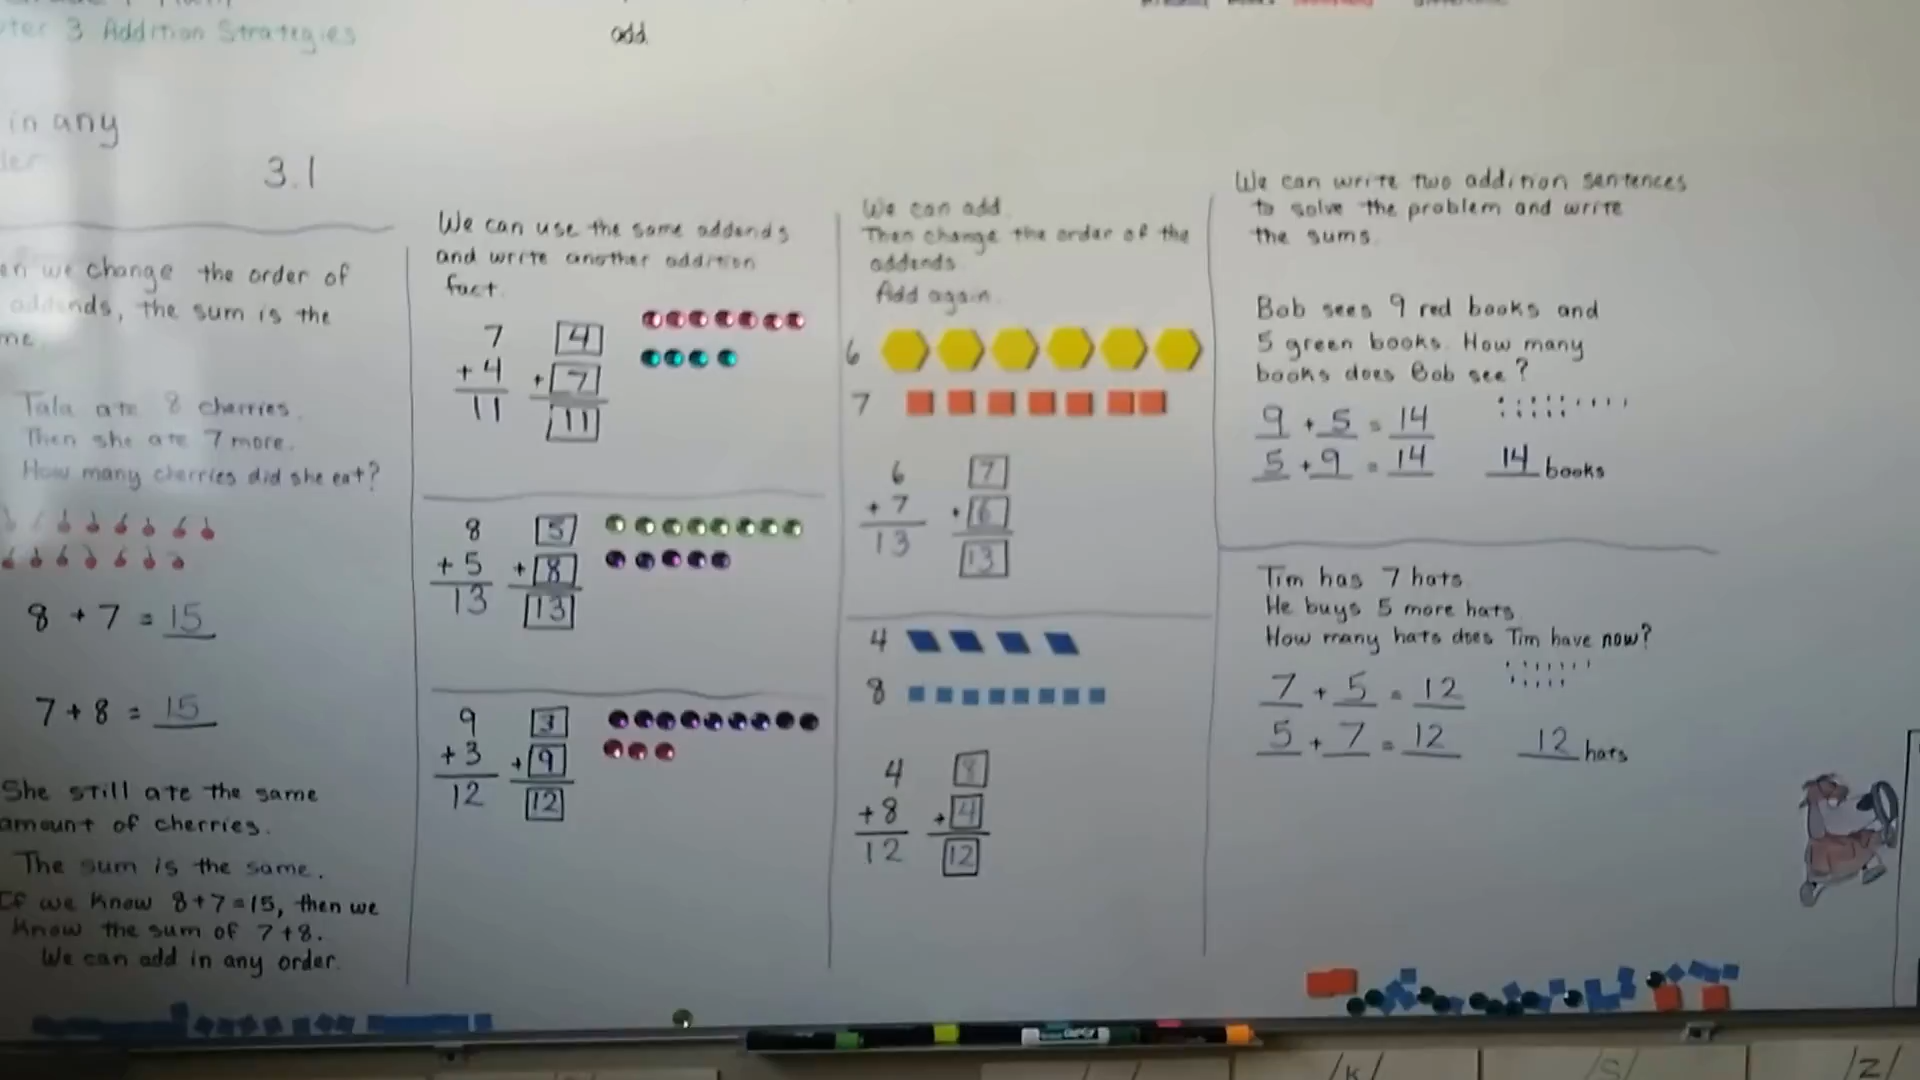 3 Addition Strategies
add.
in any
3.1
we change the order of
addends, the sum is the
Tala ate 8 cherries.
Then she ate 7 more.
How many cherries did she eat?
8 + 7 = 15
7 + 8 = 15
She still ate the same
amount of cherries.
The sum is the same.
If we know 8+7=15, then we
know the sum of 7+8.
We can add in any order.
We can use the same addends
and write another addition
fact.
7 4
+ 4 + 7
11 11
8 5
+ 5 + 8
13 13
9 3
+ 3 + 9
12 12
We can add.
Then change the order of the
addends.
Add again.
6
7
6 7
+ 7 + 6
13 13
4
8
4 8
+ 8 + 4
12 12
We can write two addition sentences
to solve the problem and write
the sums.
Bob sees 9 red books and
5 green books. How many
books does Bob see?
9 + 5 = 14
5 + 9 = 14 14 books
Tim has 7 hats.
He buys 5 more hats.
How many hats does Tim have now?
7 + 5 = 12
5 + 7 = 12 12 hats
/k/ /s/ /z/